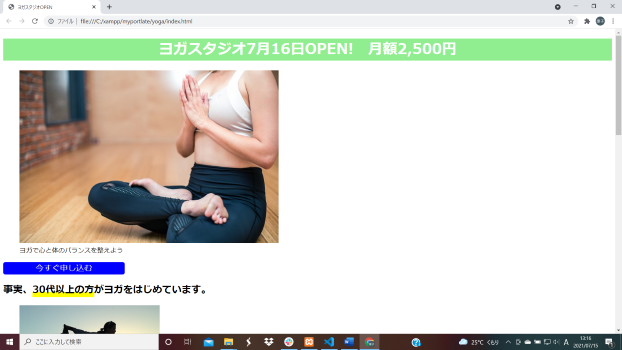 ヨガスタジオOPEN
ファイル | file:///C:/xampp/myportlate/yoga/index.html
ヨガスタジオ7月16日OPEN! 月額2,500円
ヨガで心と体のバランスを整えよう
今すぐ申し込む
事実、30代以上の方がヨガをはじめています。
ここに入力して検索
25°C くもり
A
13:16
2021/07/15